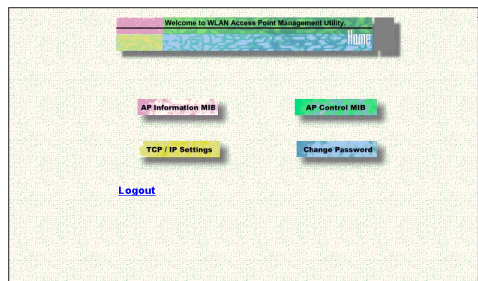 Welcome to WLAN Access Point Management Utility.
Home
AP Information MIB
AP Control MIB
TCP / IP Settings
Change Password
Logout